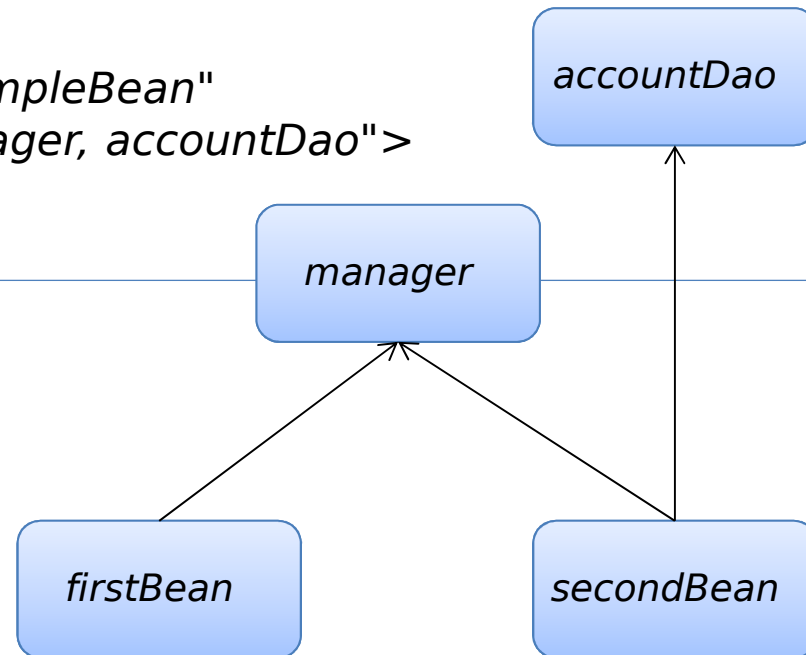 mpleBean"
ager, accountDao">
accountDao
manager
firstBean
secondBean